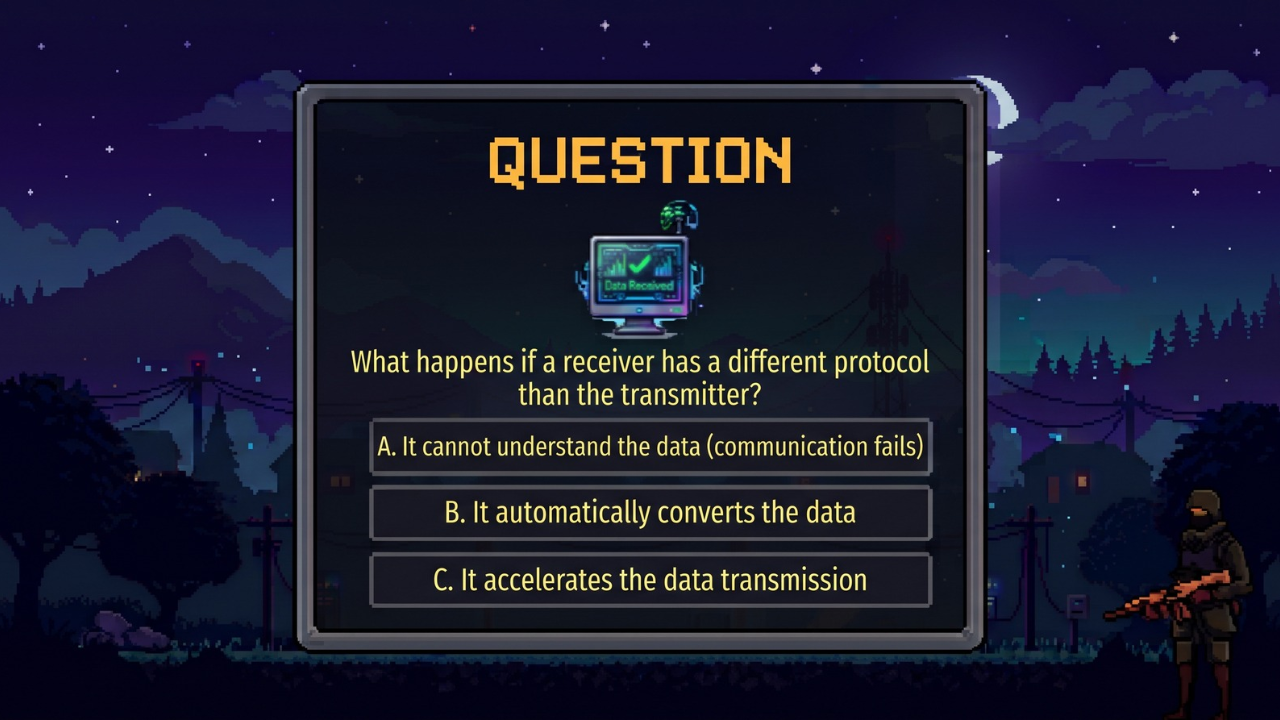 QUESTION
Data Received
What happens if a receiver has a different protocol
than the transmitter?
A. It cannot understand the data (communication fails)
B. It automatically converts the data
C. It accelerates the data transmission